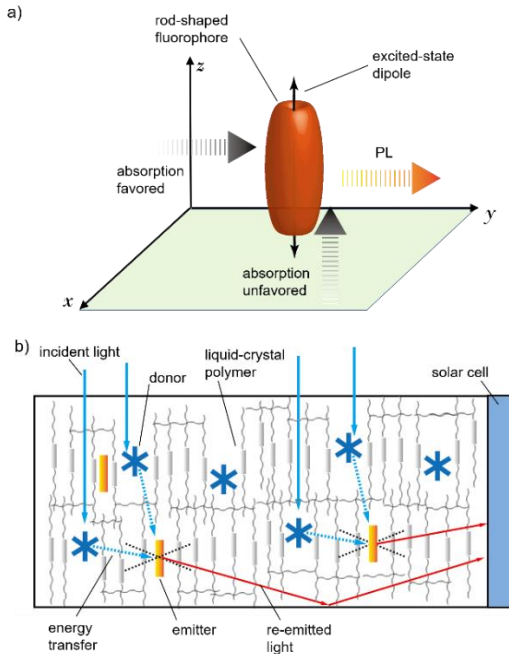 a)
rod-shaped
fluorophore
excited-state
dipole
z
absorption
favored
PL
y
absorption
unfavored
x
b)
incident light
donor
liquid-crystal
polymer
solar cell
energy
transfer
emitter
re-emitted
light